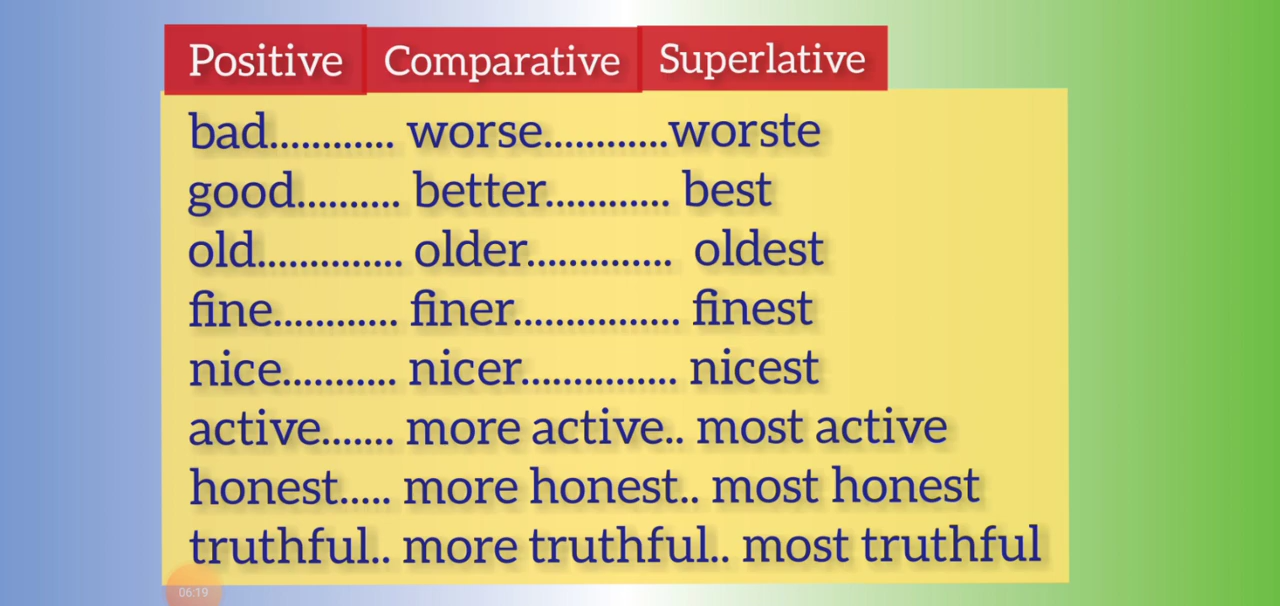 Positive Comparative Superlative
bad............ worse............worste
good.......... better............ best
old.............. older.............. oldest
fine............ finer................ finest
nice........... nicer............... nicest
active....... more active.. most active
honest..... more honest.. most honest
truthful.. more truthful.. most truthful
06:19